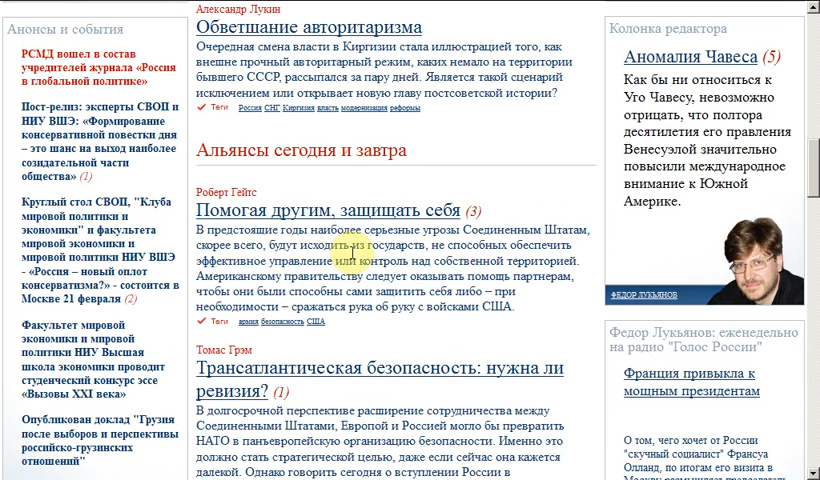 Анонсы и события
РСМД вошел в состав
учредителей журнала «Россия
в глобальной политике»
Пост-релиз: эксперты СВОП и
НИУ ВШЭ: «Формирование
консервативной повестки дня
– это шанс на выход наиболее
созидательной части
общества» (1)
Круглый стол СВОП, "Клуба
мировой политики и
экономики" и факультета
мировой экономики и
мировой политики НИУ ВШЭ
- «Россия – новый оплот
консерватизма?» - состоится в
Москве 21 февраля (2)
Факультет мировой
экономики и мировой
политики НИУ Высшая
школа экономики проводит
студенческий конкурс эссе
«Вызовы XXI века»
Опубликован доклад "Грузия
после выборов и перспективы
российско-грузинских
отношений"
Александр Лукин
Обветшание авторитаризма
Очередная смена власти в Киргизии стала иллюстрацией того, как
внешне прочный авторитарный режим, каких немало на территории
бывшего СССР, рассыпался за пару дней. Является такой сценарий
исключением или открывает новую главу постсоветской истории?
Теги Россия СНГ Киргизия власть модернизация реформы
Альянсы сегодня и завтра
Роберт Гейтс
Помогая другим, защищать себя (3)
В предстоящие годы наиболее серьезные угрозы Соединенным Штатам,
скорее всего, будут исходить из государств, не способных обеспечить
эффективное управление или контроль над собственной территорией.
Американскому правительству следует оказывать помощь партнерам,
чтобы они были способны сами защитить себя либо – при
необходимости – сражаться рука об руку с войсками США.
Теги армия безопасность США
Томас Грэм
Трансатлантическая безопасность: нужна ли
ревизия? (1)
В долгосрочной перспективе расширение сотрудничества между
Соединенными Штатами, Европой и Россией могло бы превратить
НАТО в панъевропейскую организацию безопасности. Именно это
должно стать стратегической целью, даже если сейчас она кажется
далекой. Однако говорить сегодня о вступлении России в
Колонка редактора
Аномалия Чавеса (5)
Как бы ни относиться к
Уго Чавесу, невозможно
отрицать, что полтора
десятилетия его правления
Венесуэлой значительно
повысили международное
внимание к Южной
Америке.
ФЕДОР ЛУКЬЯНОВ
Федор Лукьянов: еженедельно
на радио "Голос России"
Франция привыкла к
мощным президентам
О том, чего хочет от России
"скучный социалист" Франсуа
Олланд, по итогам его визита в
Москву размышляет председатель